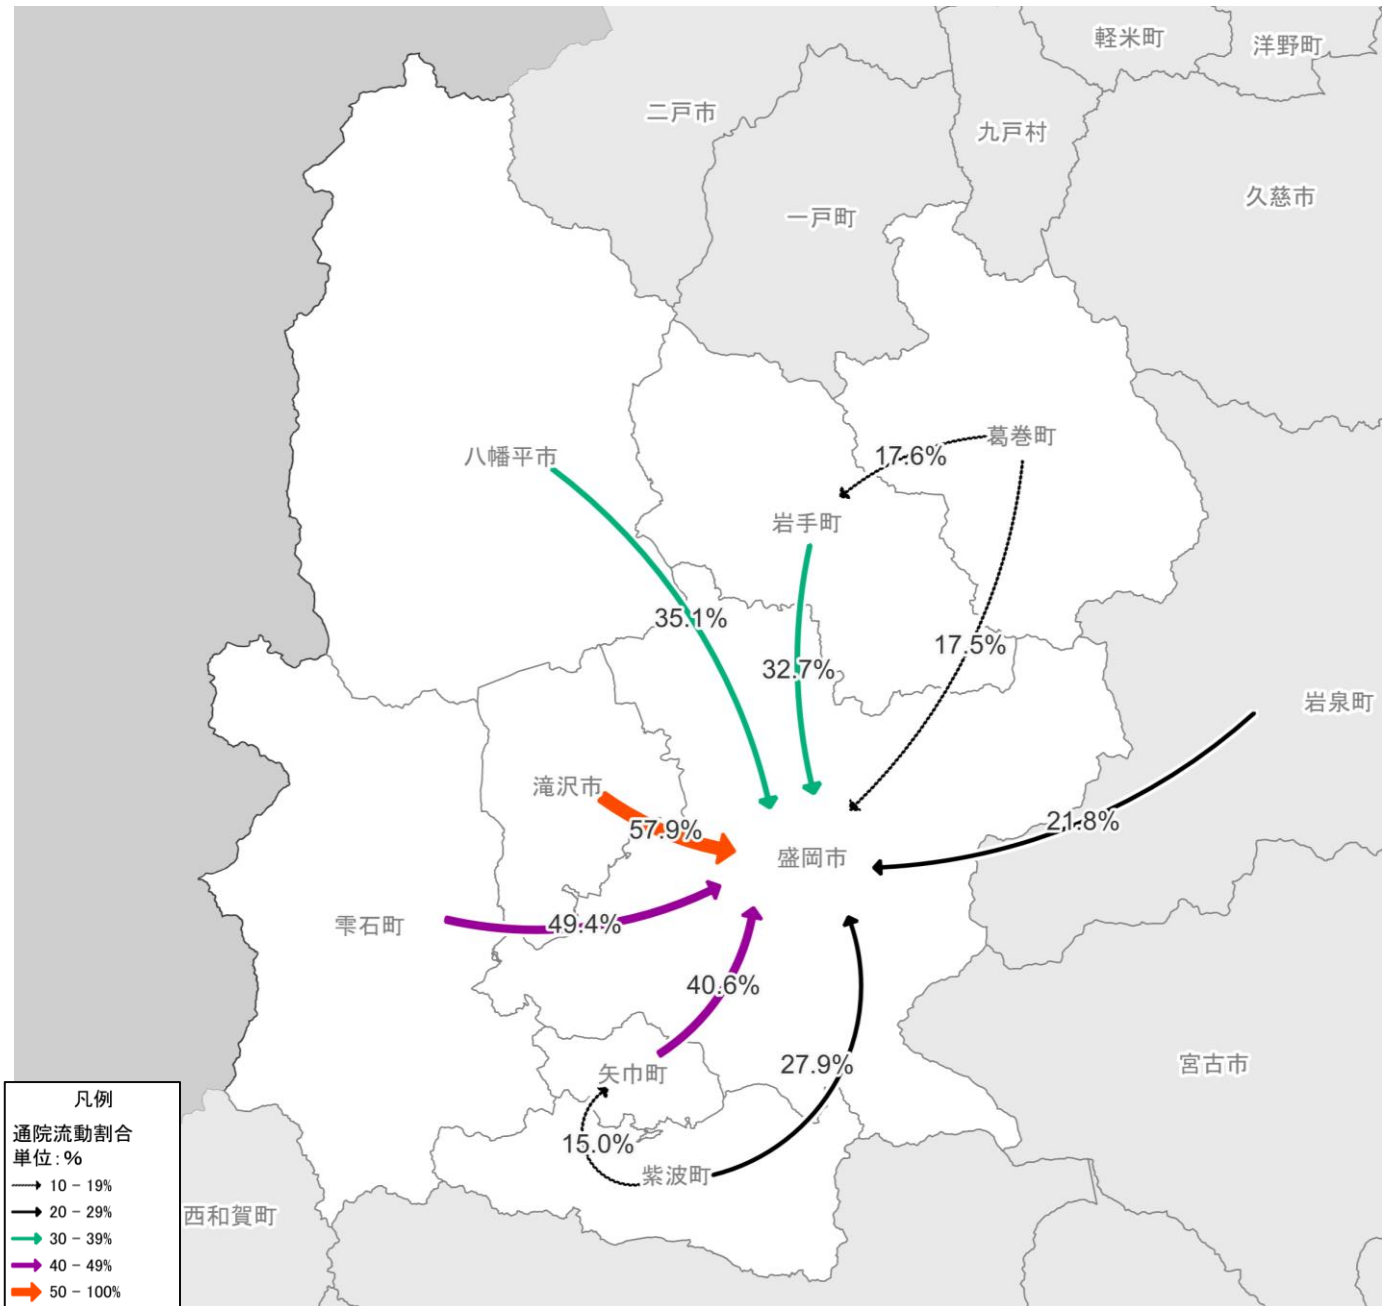 軽米町
洋野町
二戸市
九戸村
久慈市
一戸町
葛巻町
17.6%
八幡平市
岩手町
35.1%
17.5%
32.7%
岩泉町
滝沢市
57.9%
21.8%
盛岡市
雫石町
49.4%
40.6%
27.9%
宮古市
矢巾町
15.0%
紫波町
西和賀町
凡例
通院流動割合
単位:%
10 - 19%
20 - 29%
30 - 39%
40 - 49%
50 - 100%